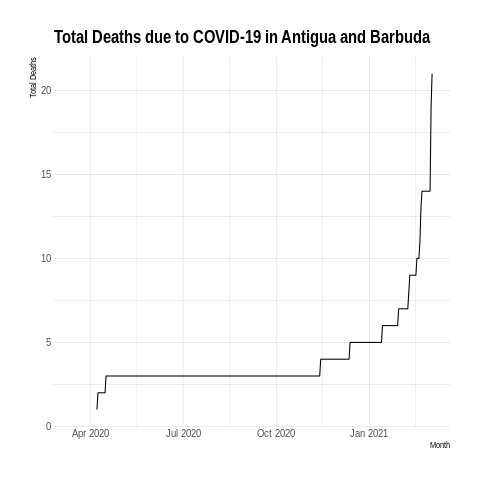 Total Deaths due to COVID-19 in Antigua and Barbuda
Total Deaths
20
15
10
5
0
Apr 2020 Jul 2020 Oct 2020 Jan 2021
Month